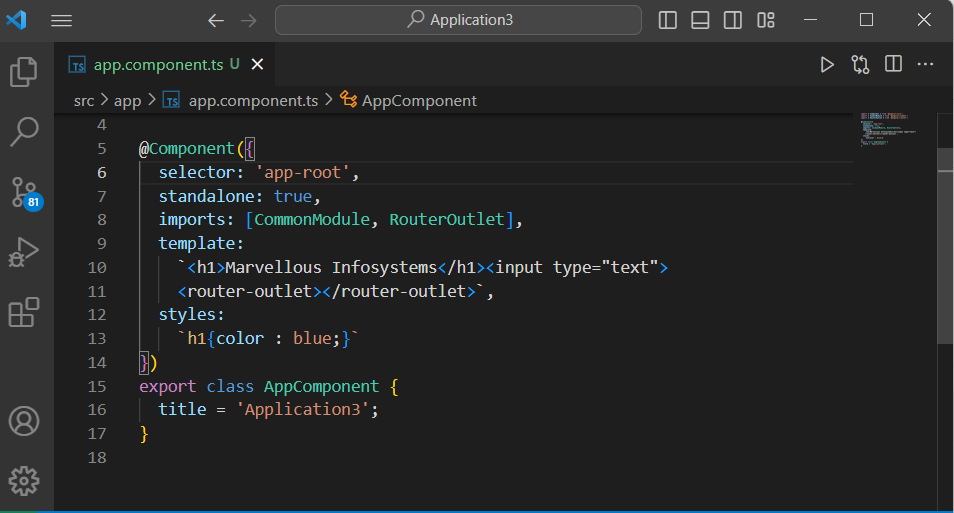 Application3
TS app.component.ts U
src > app > TS app.component.ts > AppComponent
4
5 @Component({
6 selector: 'app-root',
7 standalone: true,
8 imports: [CommonModule, RouterOutlet],
9 template:
10 `<h1>Marvellous Infosystems</h1><input type="text">
11 <router-outlet></router-outlet>`,
12 styles:
13 `h1{color : blue;}`
14 })
15 export class AppComponent {
16 title = 'Application3';
17 }
18
81